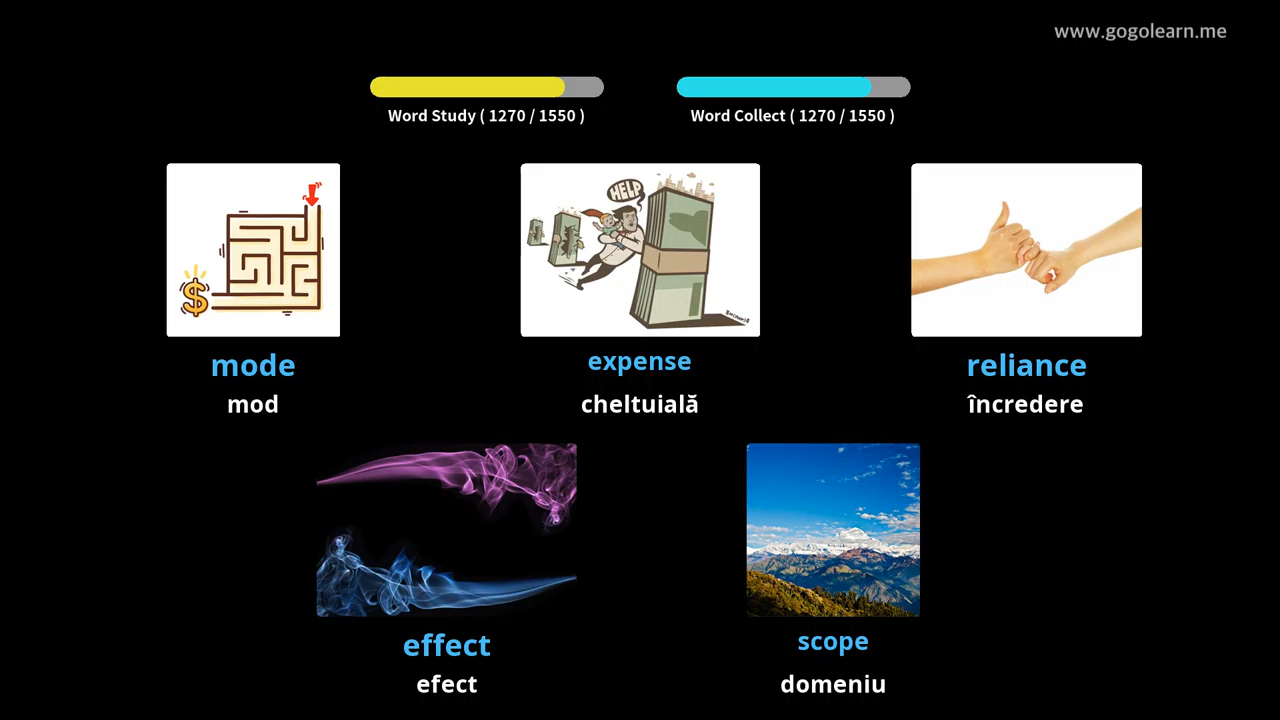 www.gogolearn.me
Word Study ( 1270 / 1550 )
Word Collect ( 1270 / 1550 )
HELP
$
mode
expense
reliance
mod
cheltuială
încredere
effect
scope
efect
domeniu